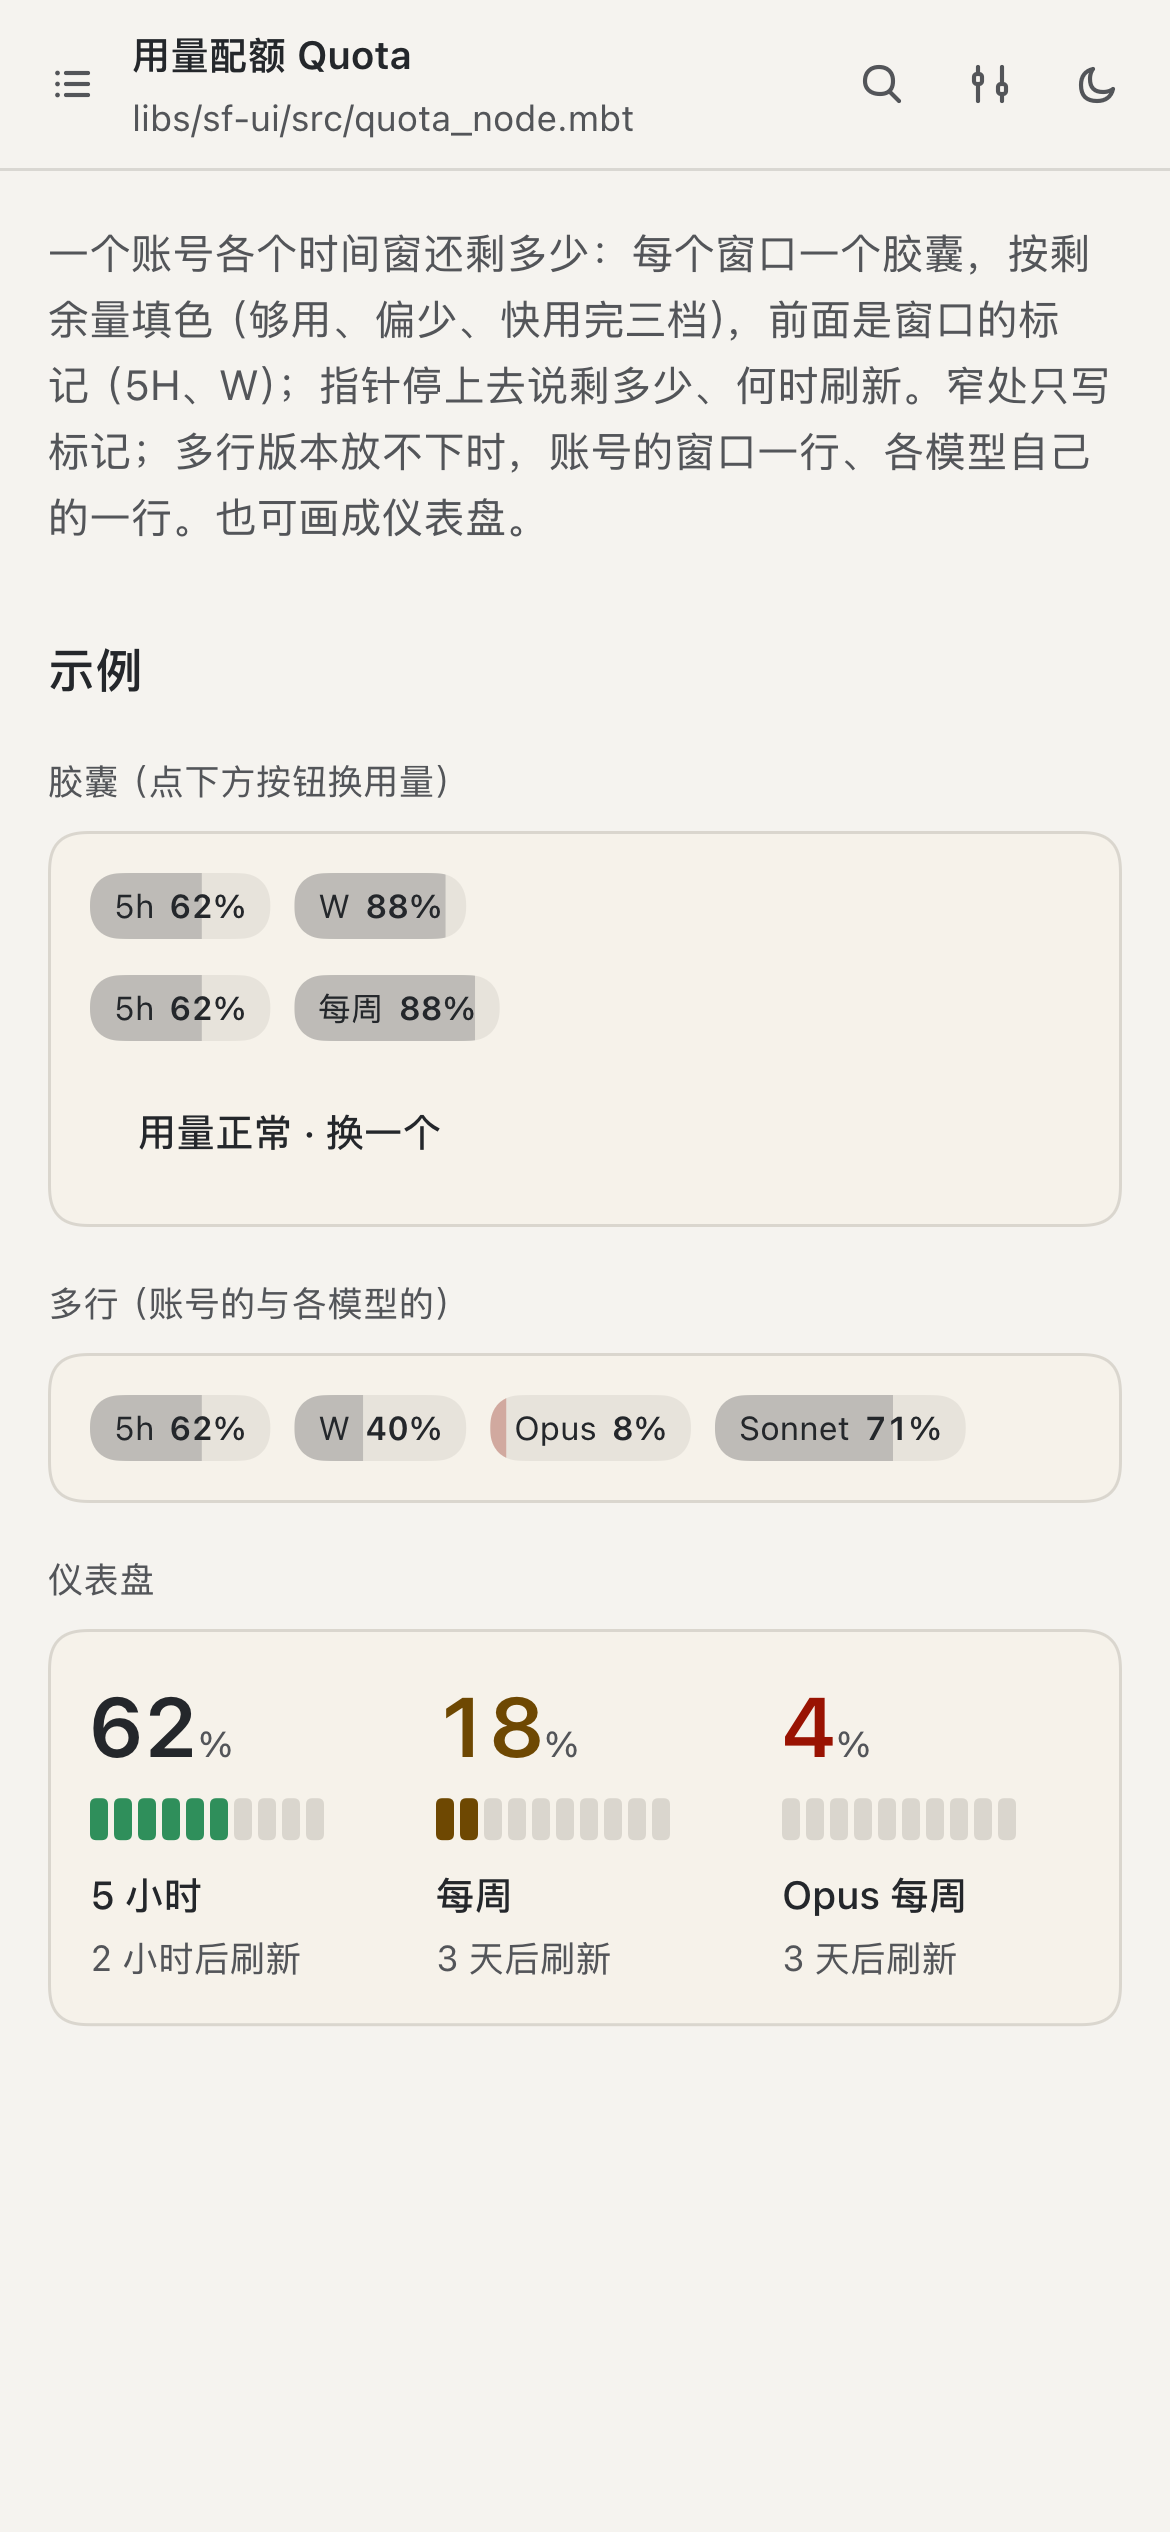 用量配额 Quota
libs/sf-ui/src/quota_node.mbt
一个账号各个时间窗还剩多少：每个窗口一个胶囊，按剩
余量填色（够用、偏少、快用完三档），前面是窗口的标
记（5H、W）；指针停上去说剩多少、何时刷新。窄处只写
标记；多行版本放不下时，账号的窗口一行、各模型自己
的一行。也可画成仪表盘。
示例
胶囊（点下方按钮换用量）
5h 62% W 88%
5h 62% 每周 88%
用量正常 · 换一个
多行（账号的与各模型的）
5h 62% W 40% Opus 8% Sonnet 71%
仪表盘
62% 18% 4%
5 小时 每周 Opus 每周
2 小时后刷新 3 天后刷新 3 天后刷新